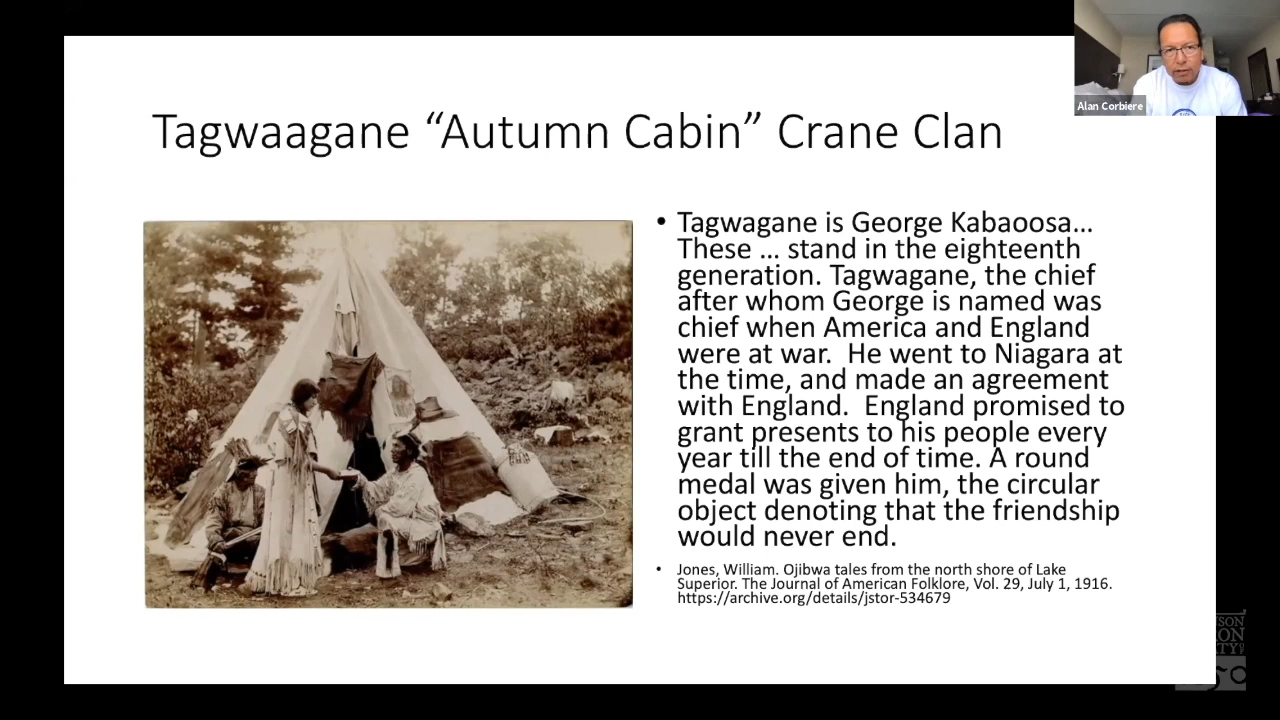 Alan Corbiere
Tagwaagane “Autumn Cabin” Crane Clan
• Tagwagane is George Kabaoosa…
These … stand in the eighteenth
generation. Tagwagane, the chief
after whom George is named was
chief when America and England
were at war.  He went to Niagara at
the time, and made an agreement
with England.  England promised to
grant presents to his people every
year till the end of time. A round
medal was given him, the circular
object denoting that the friendship
would never end.
• Jones, William. Ojibwa tales from the north shore of Lake
Superior. The Journal of American Folklore, Vol. 29, July 1, 1916.
https://archive.org/details/jstor-534679